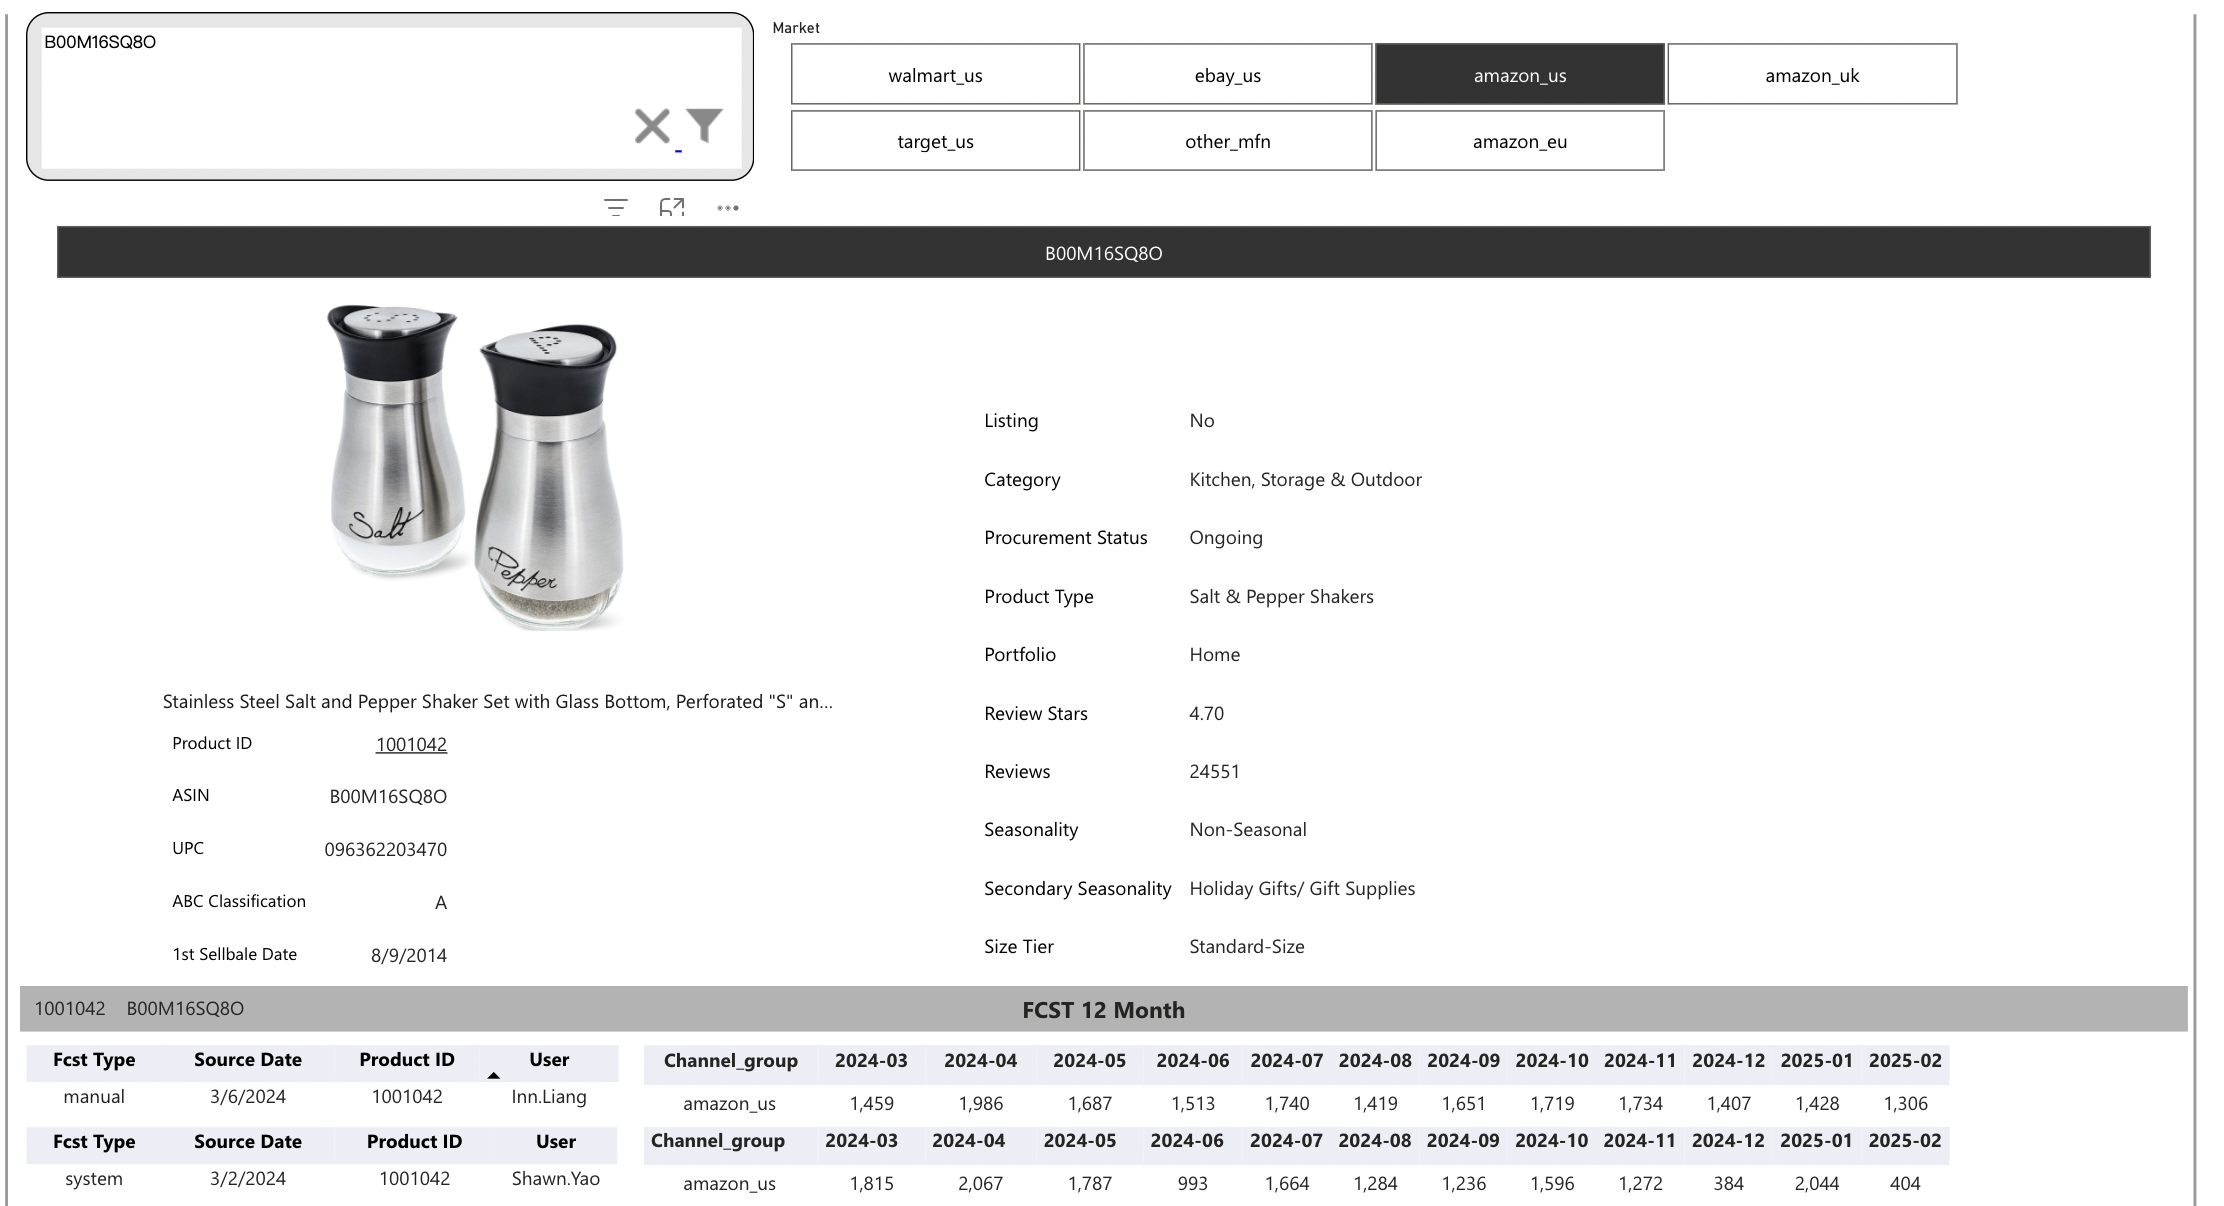 B00M16SQ8O
Market
walmart_us ebay_us amazon_us amazon_uk
target_us other_mfn amazon_eu
B00M16SQ8O
Salt
Pepper
Stainless Steel Salt and Pepper Shaker Set with Glass Bottom, Perforated "S" an...
Product ID 1001042
ASIN B00M16SQ8O
UPC 096362203470
ABC Classification A
1st Sellbale Date 8/9/2014
Listing No
Category Kitchen, Storage & Outdoor
Procurement Status Ongoing
Product Type Salt & Pepper Shakers
Portfolio Home
Review Stars 4.70
Reviews 24551
Seasonality Non-Seasonal
Secondary Seasonality Holiday Gifts/ Gift Supplies
Size Tier Standard-Size
1001042 B00M16SQ8O FCST 12 Month
Fcst Type Source Date Product ID User
manual 3/6/2024 1001042 Inn.Liang
Fcst Type Source Date Product ID User
system 3/2/2024 1001042 Shawn.Yao
Channel_group 2024-03 2024-04 2024-05 2024-06 2024-07 2024-08 2024-09 2024-10 2024-11 2024-12 2025-01 2025-02
amazon_us 1,459 1,986 1,687 1,513 1,740 1,419 1,651 1,719 1,734 1,407 1,428 1,306
Channel_group 2024-03 2024-04 2024-05 2024-06 2024-07 2024-08 2024-09 2024-10 2024-11 2024-12 2025-01 2025-02
amazon_us 1,815 2,067 1,787 993 1,664 1,284 1,236 1,596 1,272 384 2,044 404